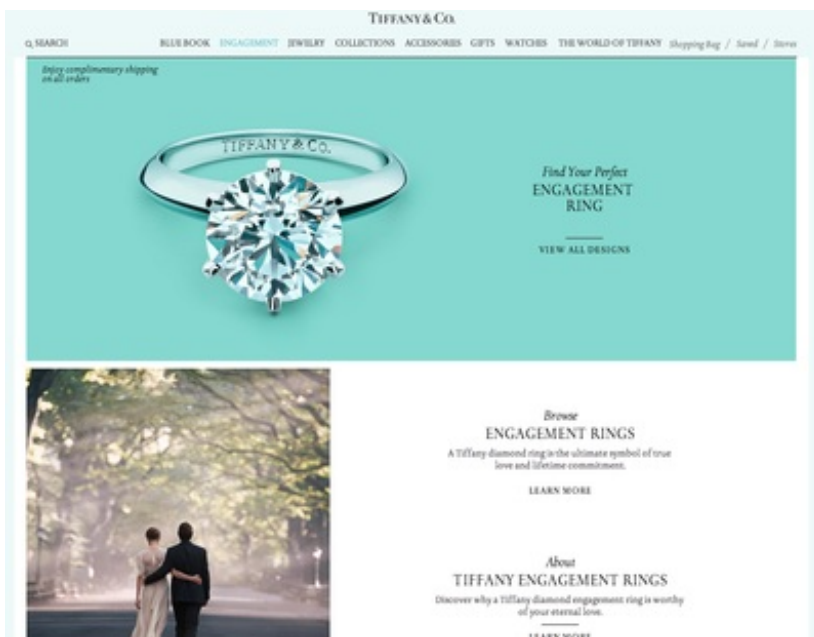 TIFFANY & CO.
SEARCH BLUE BOOK ENGAGEMENT JEWELRY COLLECTIONS ACCESSORIES GIFTS WATCHES THE WORLD OF TIFFANY Shopping Bag / Saved / Stores
Enjoy complimentary shipping
on all orders
TIFFANY & CO.
Find Your Perfect
ENGAGEMENT
RING
VIEW ALL DESIGNS
Browse
ENGAGEMENT RINGS
A Tiffany diamond ring is the ultimate symbol of true
love and lifetime commitment.
LEARN MORE
About
TIFFANY ENGAGEMENT RINGS
Discover why a Tiffany diamond engagement ring is worthy
of your eternal love.
LEARN MORE